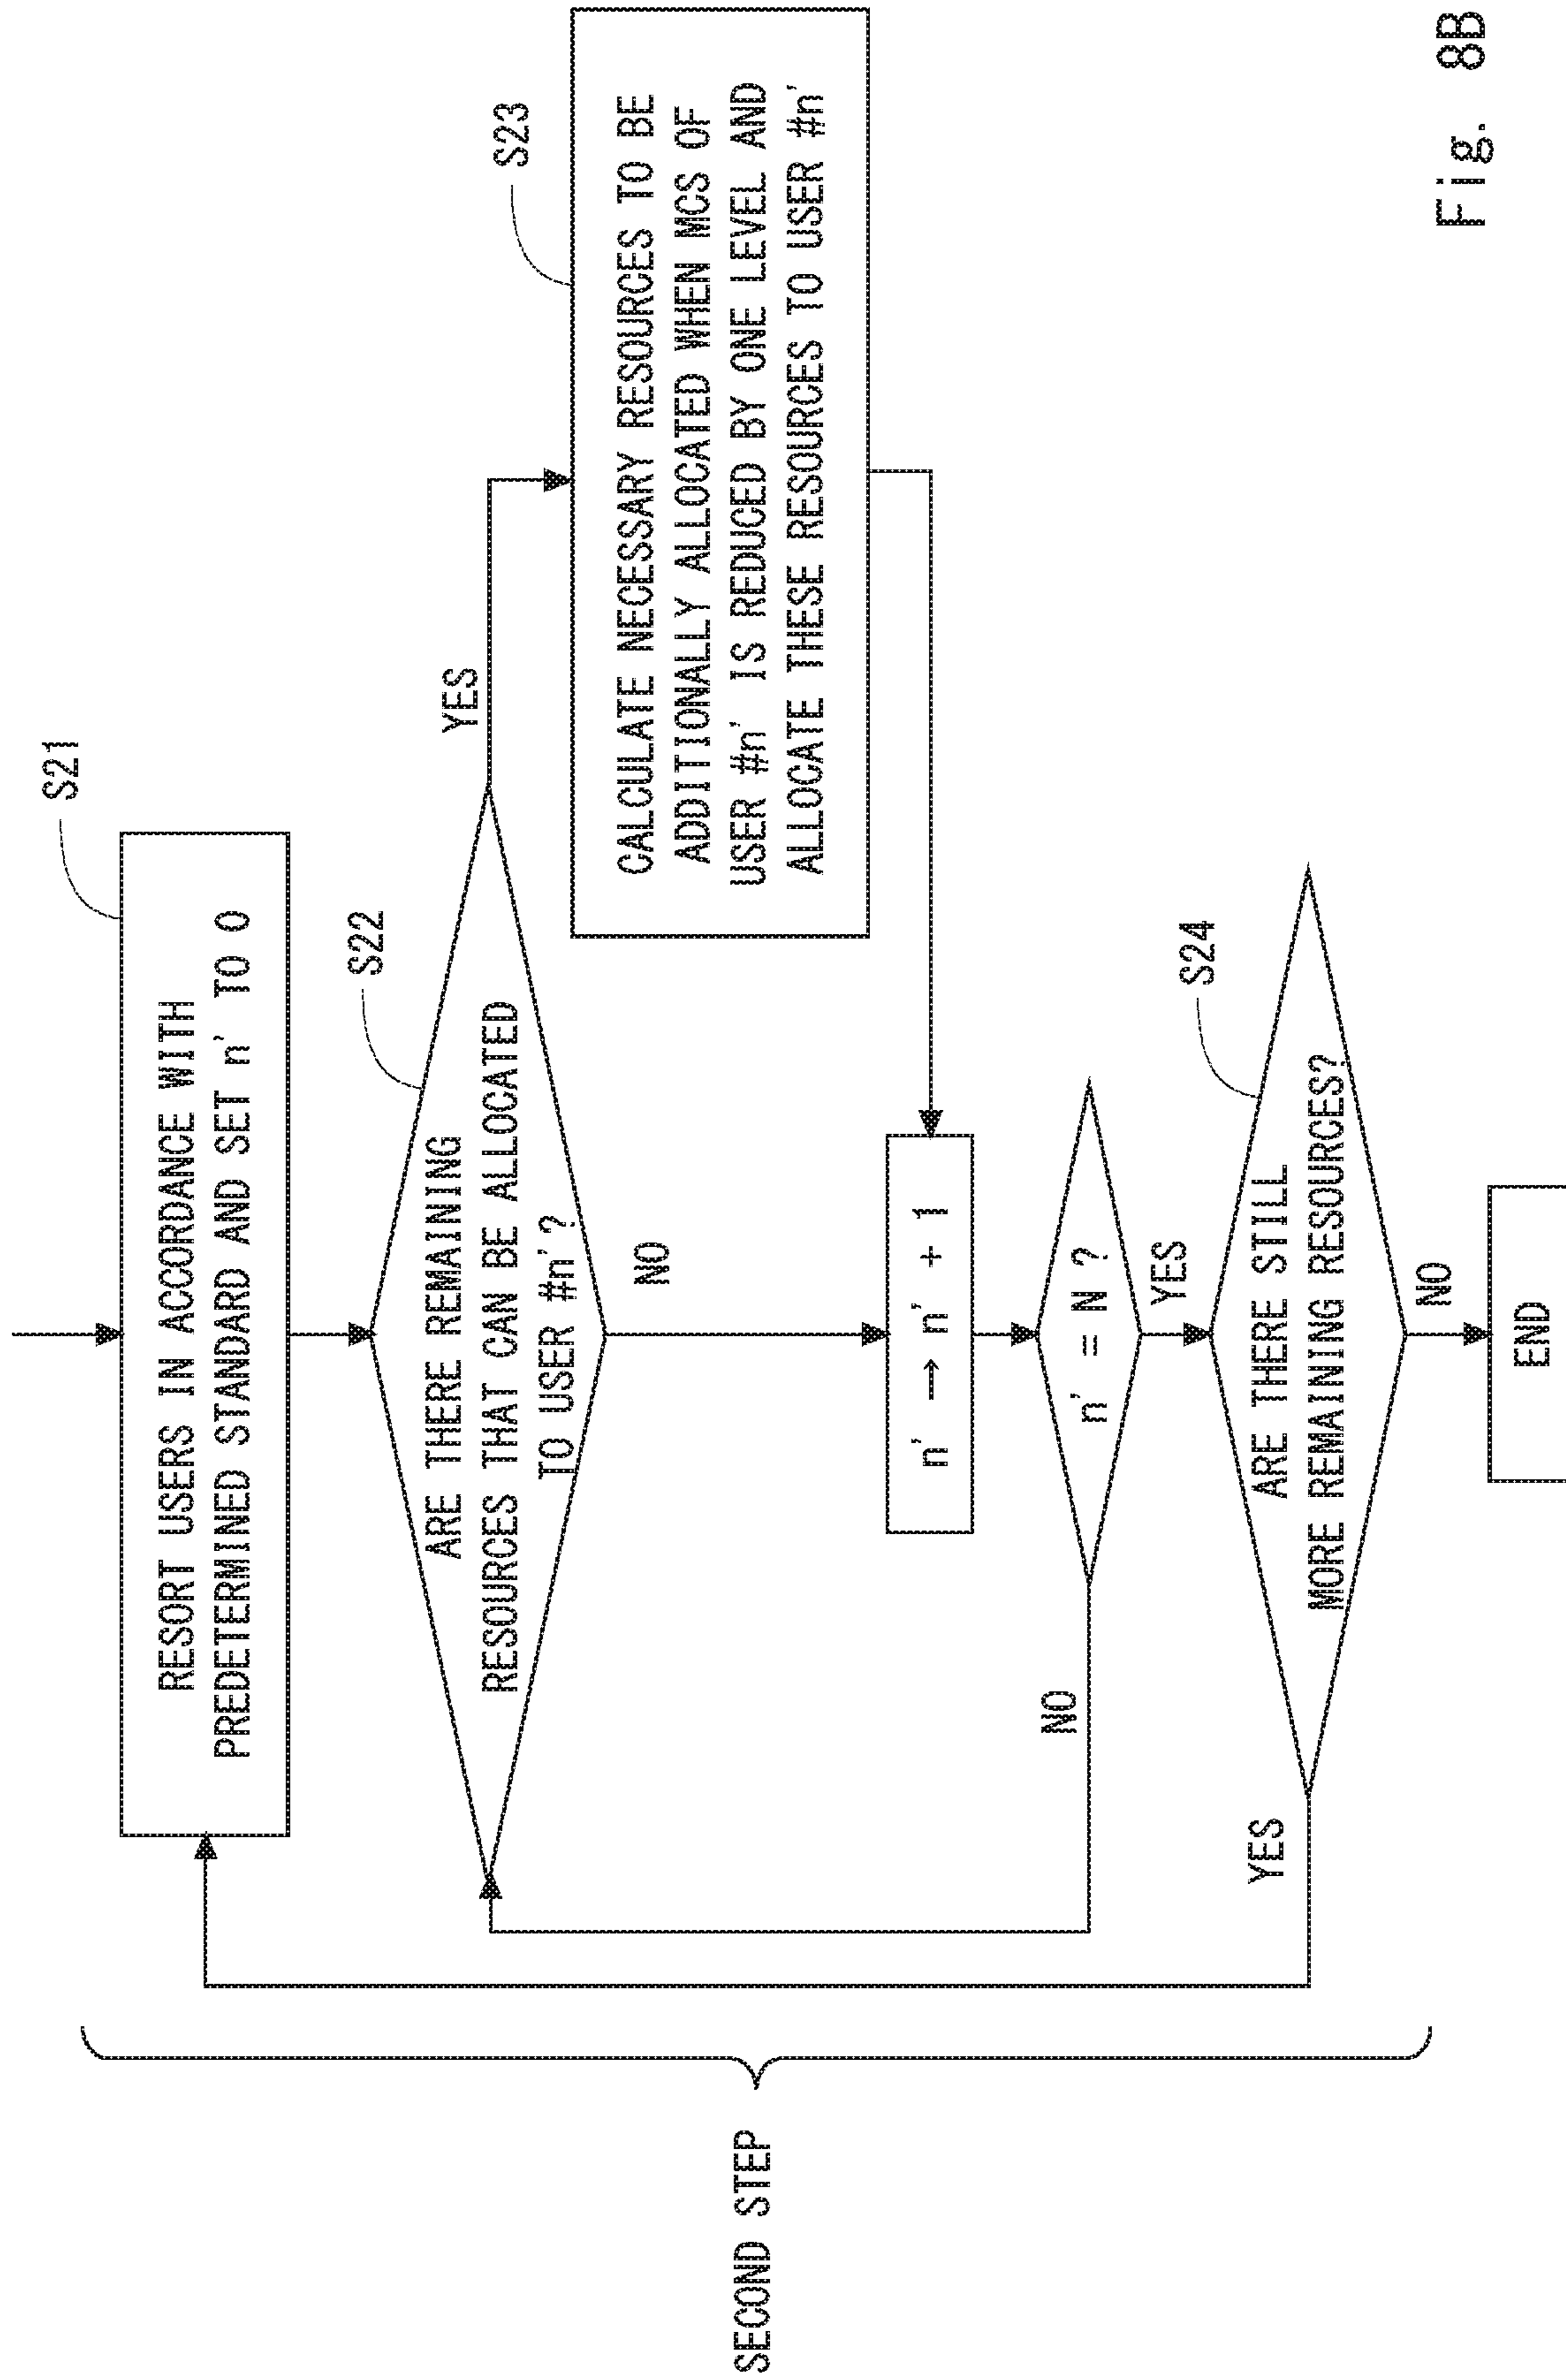 SECOND STEP
S21
RESORT USERS IN ACCORDANCE WITH
PREDETERMINED STANDARD AND SET n' TO 0
S22
ARE THERE REMAINING
RESOURCES THAT CAN BE ALLOCATED
TO USER #n'?
YES
NO
S23
CALCULATE NECESSARY RESOURCES TO BE
ADDITIONALLY ALLOCATED WHEN MCS OF
USER #n' IS REDUCED BY ONE LEVEL AND
ALLOCATE THESE RESOURCES TO USER #n'
n' → n' + 1
n' = N ?
NO
YES
S24
ARE THERE STILL
MORE REMAINING RESOURCES?
YES
NO
END
Fig. 8B